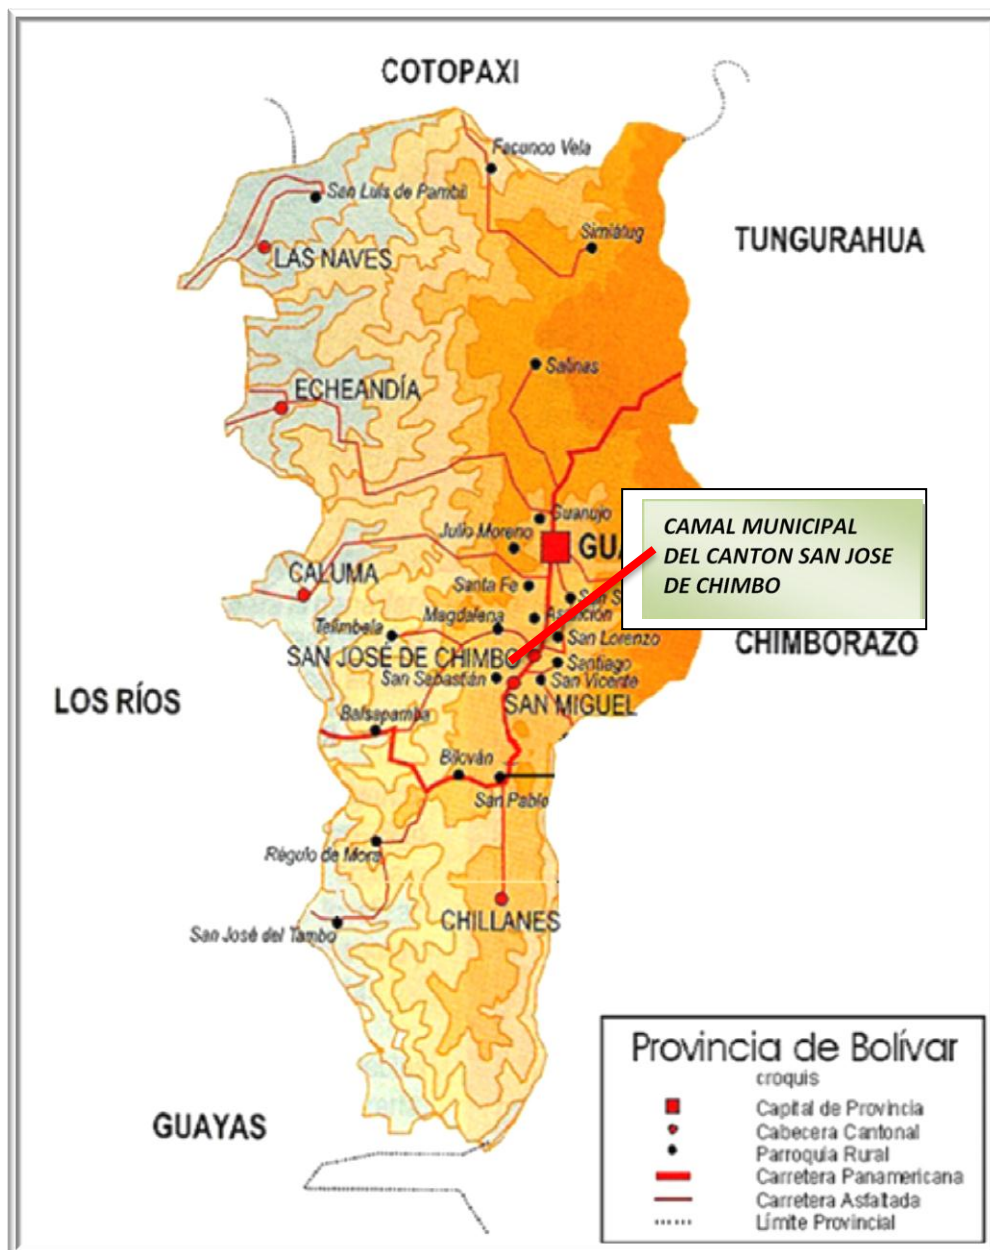 COTOPAXI
Facunco Vela
San Luis de Pambil
Simiátug
TUNGURAHUA
LAS NAVES
Salinas
ECHEANDÍA
Guanujo
Julio Moreno
GUA
CAMAL MUNICIPAL
DEL CANTON SAN JOSE
DE CHIMBO
CALUMA
Santa Fe
San S
Magdalena
Asunción
Telimbela
San Lorenzo
CHIMBORAZO
SAN JOSÉ DE CHIMBO
Santiago
San Sebastián
San Vicente
LOS RÍOS
SAN MIGUEL
Balsapamba
Bilován
San Pablo
Régulo de Mora
CHILLANES
San José del Tambo
GUAYAS
Provincia de Bolívar
croquis
Capital de Provincia
Cabecera Cantonal
Parroquia Rural
Carretera Panamericana
Carretera Asfaltada
Límite Provincial